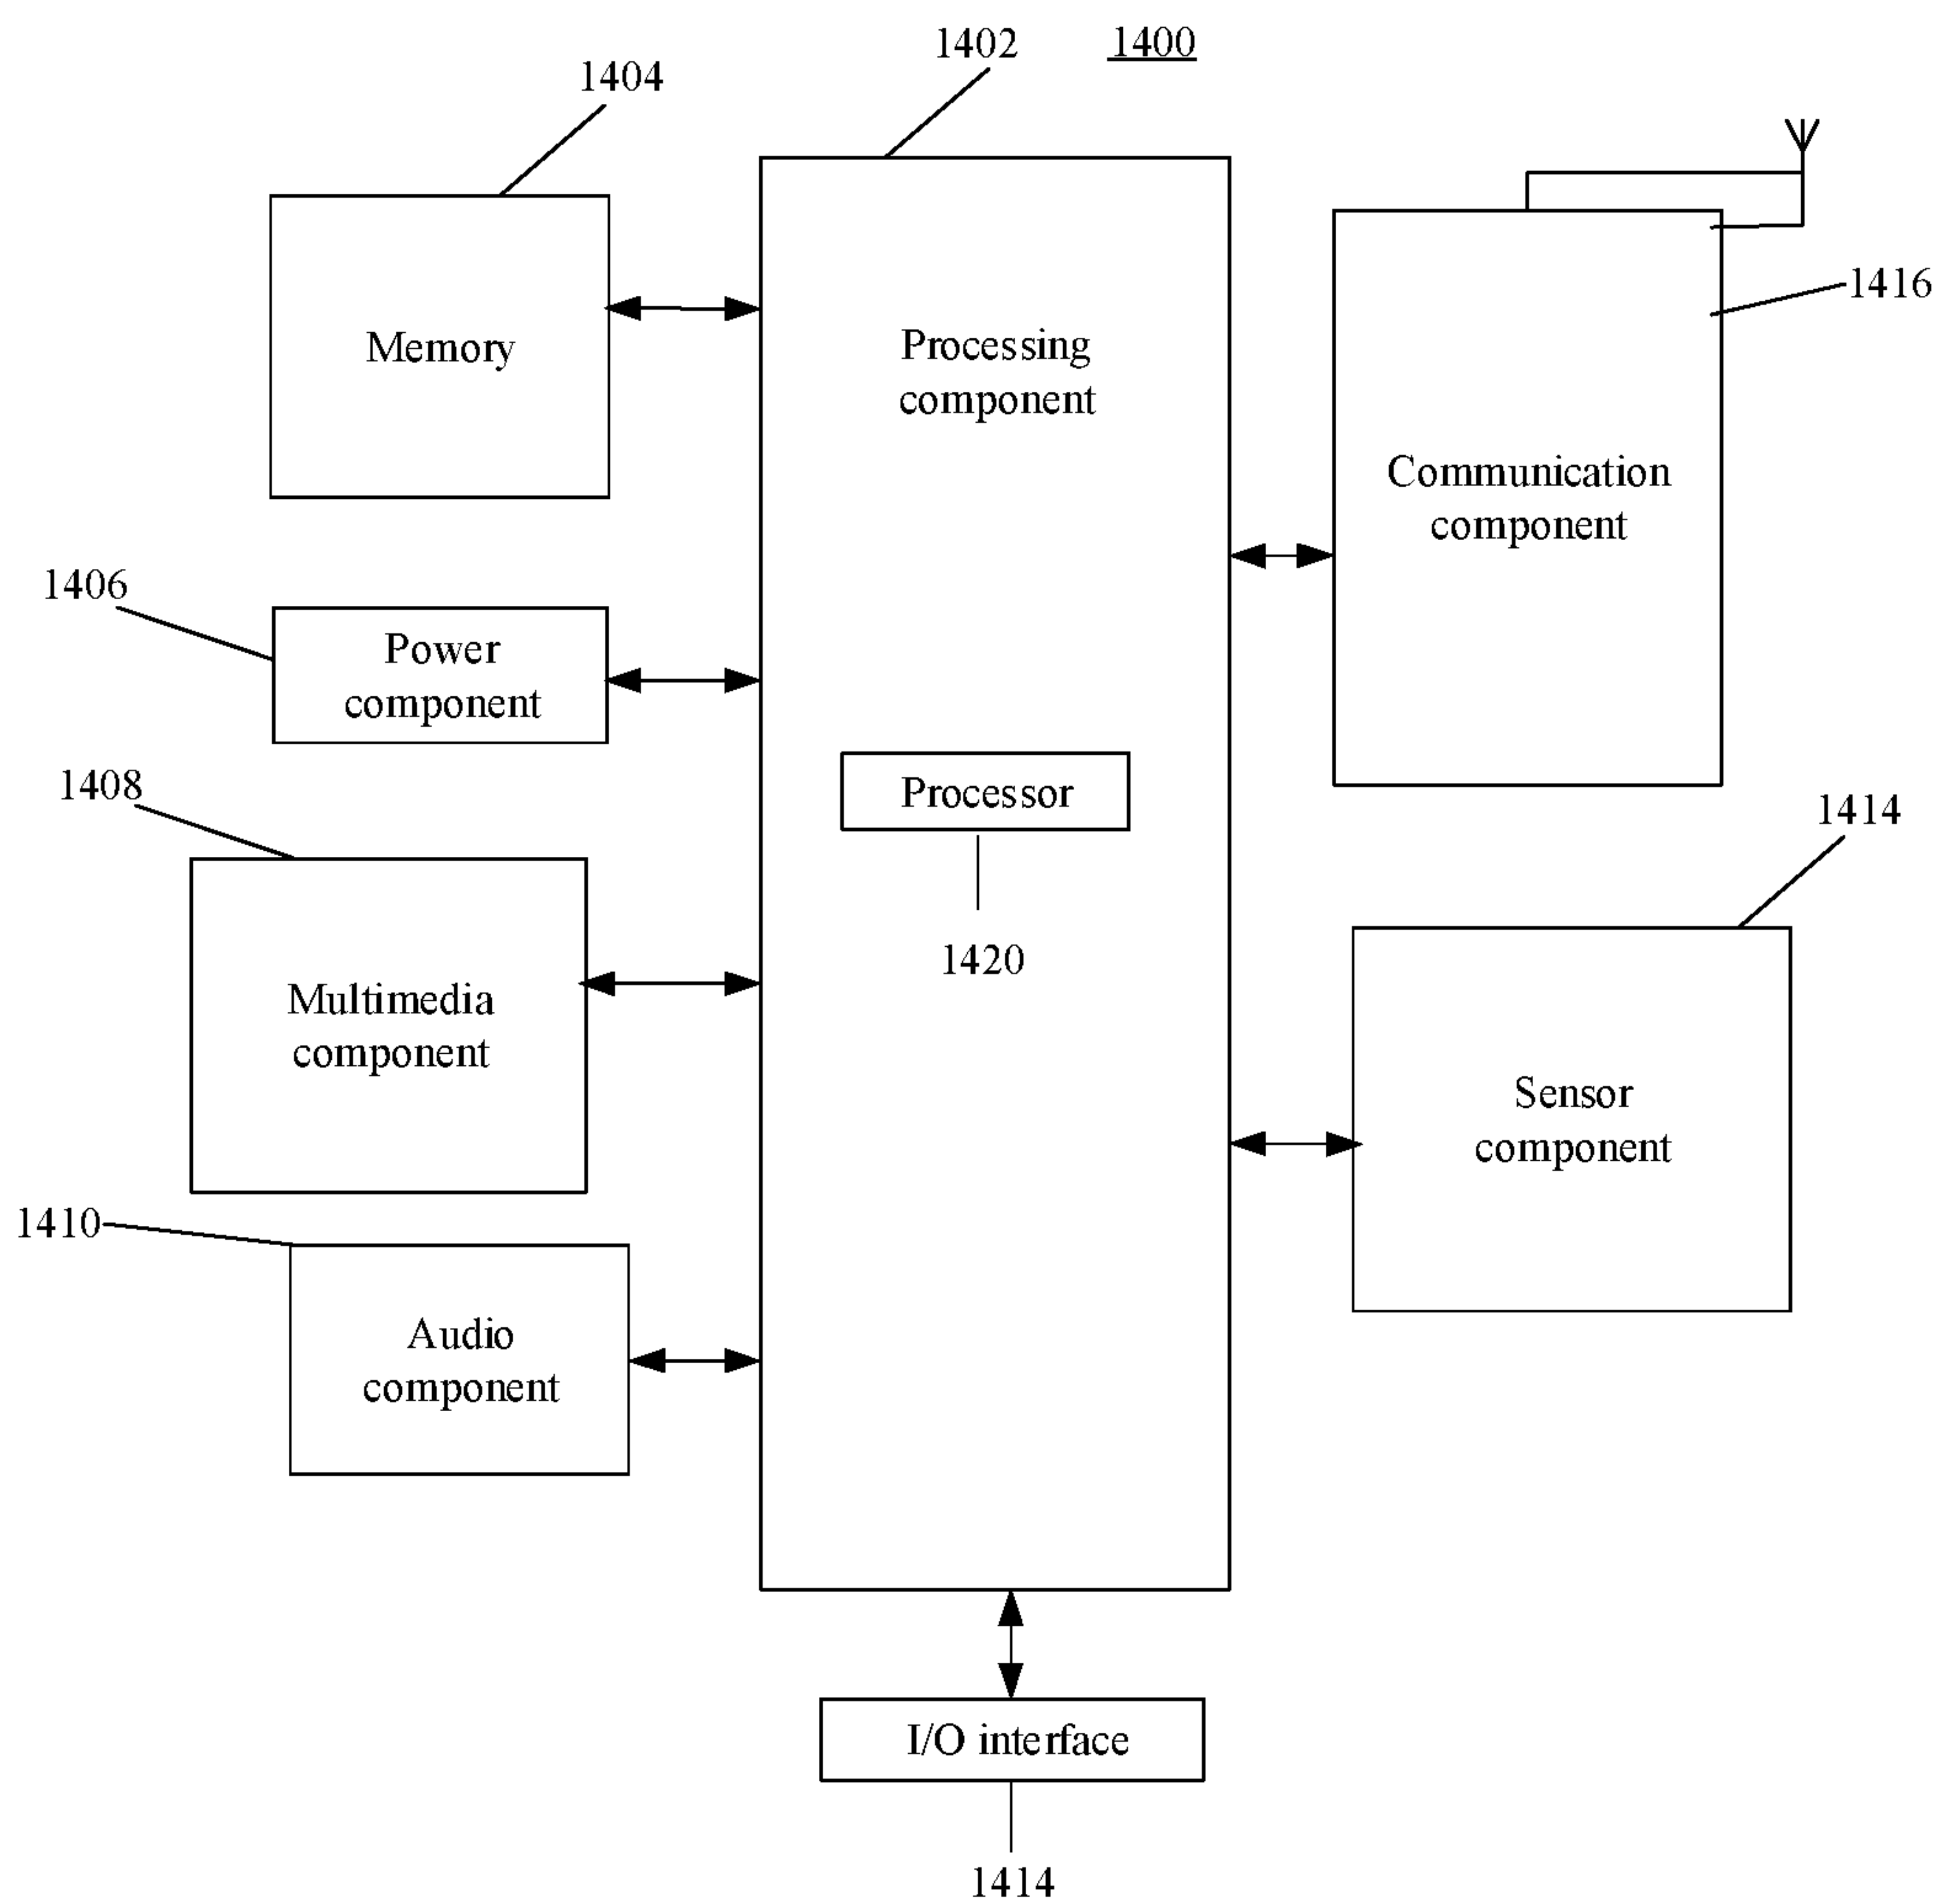 1402
1400
1404
1416
Memory
Processing
component
Communication
component
1406
Power
component
1408
Processor
1414
1420
Multimedia
component
Sensor
component
1410
Audio
component
I/O interface
1414